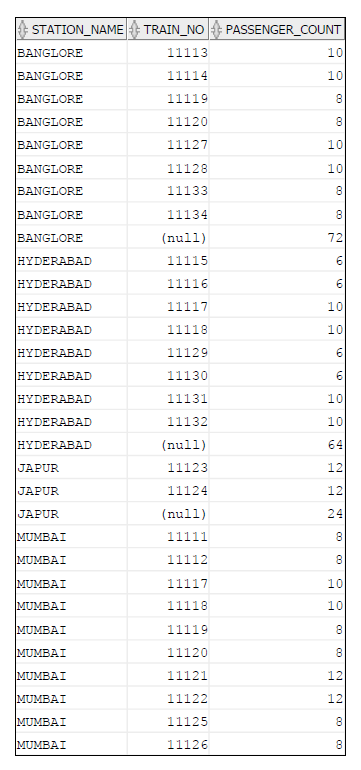 STATION_NAME TRAIN_NO PASSENGER_COUNT
BANGLORE 11113 10
BANGLORE 11114 10
BANGLORE 11119 8
BANGLORE 11120 8
BANGLORE 11127 10
BANGLORE 11128 10
BANGLORE 11133 8
BANGLORE 11134 8
BANGLORE (null) 72
HYDERABAD 11115 6
HYDERABAD 11116 6
HYDERABAD 11117 10
HYDERABAD 11118 10
HYDERABAD 11129 6
HYDERABAD 11130 6
HYDERABAD 11131 10
HYDERABAD 11132 10
HYDERABAD (null) 64
JAPUR 11123 12
JAPUR 11124 12
JAPUR (null) 24
MUMBAI 11111 8
MUMBAI 11112 8
MUMBAI 11117 10
MUMBAI 11118 10
MUMBAI 11119 8
MUMBAI 11120 8
MUMBAI 11121 12
MUMBAI 11122 12
MUMBAI 11125 8
MUMBAI 11126 8